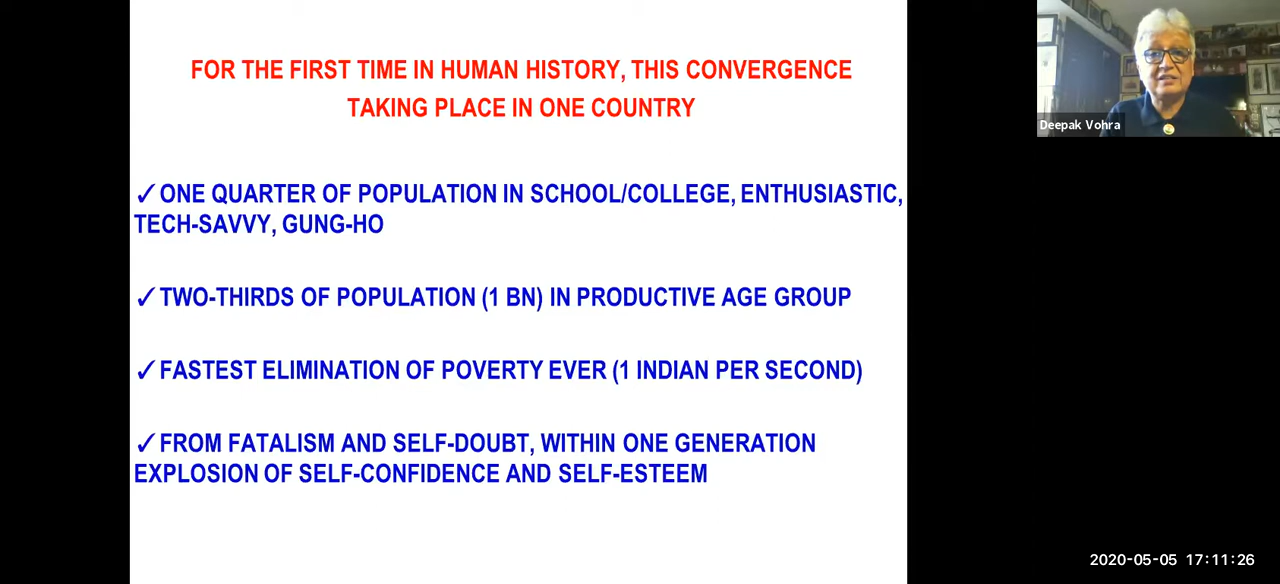 FOR THE FIRST TIME IN HUMAN HISTORY, THIS CONVERGENCE
TAKING PLACE IN ONE COUNTRY
Deepak Vohra
✓ONE QUARTER OF POPULATION IN SCHOOL/COLLEGE, ENTHUSIASTIC,
TECH-SAVVY, GUNG-HO
✓TWO-THIRDS OF POPULATION (1 BN) IN PRODUCTIVE AGE GROUP
✓FASTEST ELIMINATION OF POVERTY EVER (1 INDIAN PER SECOND)
✓FROM FATALISM AND SELF-DOUBT, WITHIN ONE GENERATION
EXPLOSION OF SELF-CONFIDENCE AND SELF-ESTEEM
2020-05-05 17:11:26